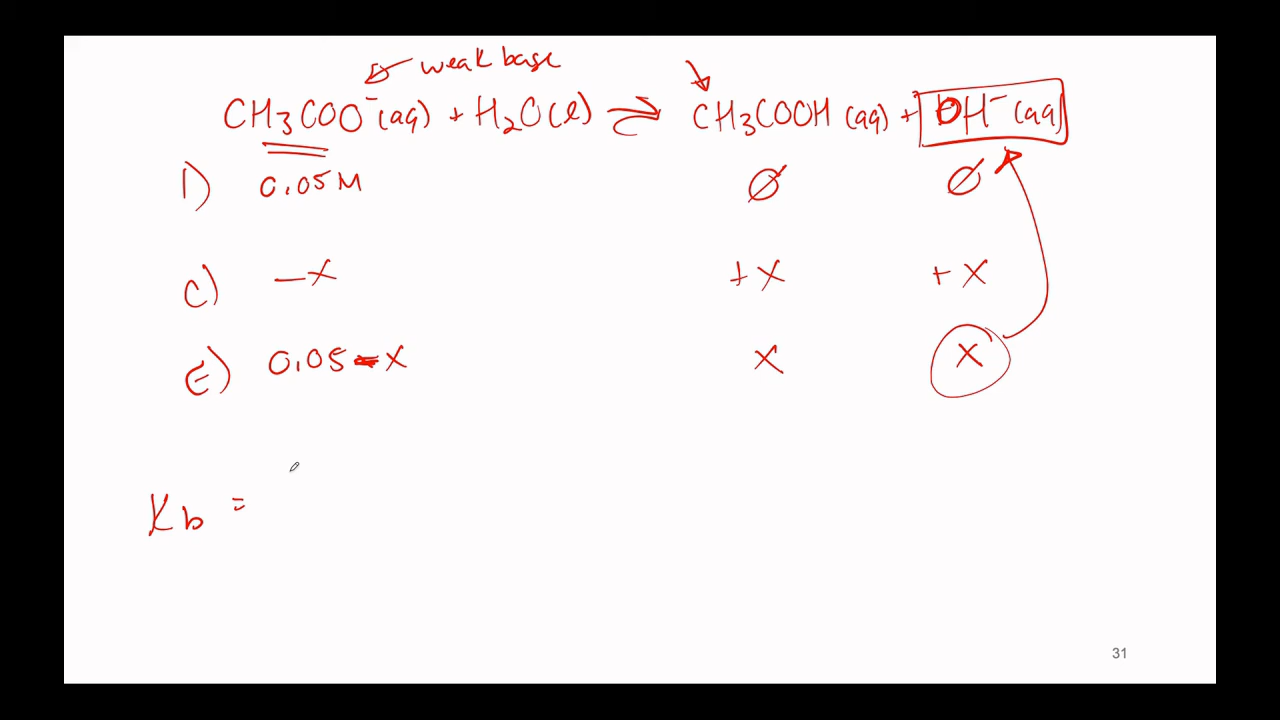 weak base
CH₃COO⁻(aq) + H₂O(l) ⇌ CH₃COOH (aq) + OH⁻ (aq)
I) 0.05M ∅ ∅
C) -X +X +X
E) 0.05-X X X
Kb =
31